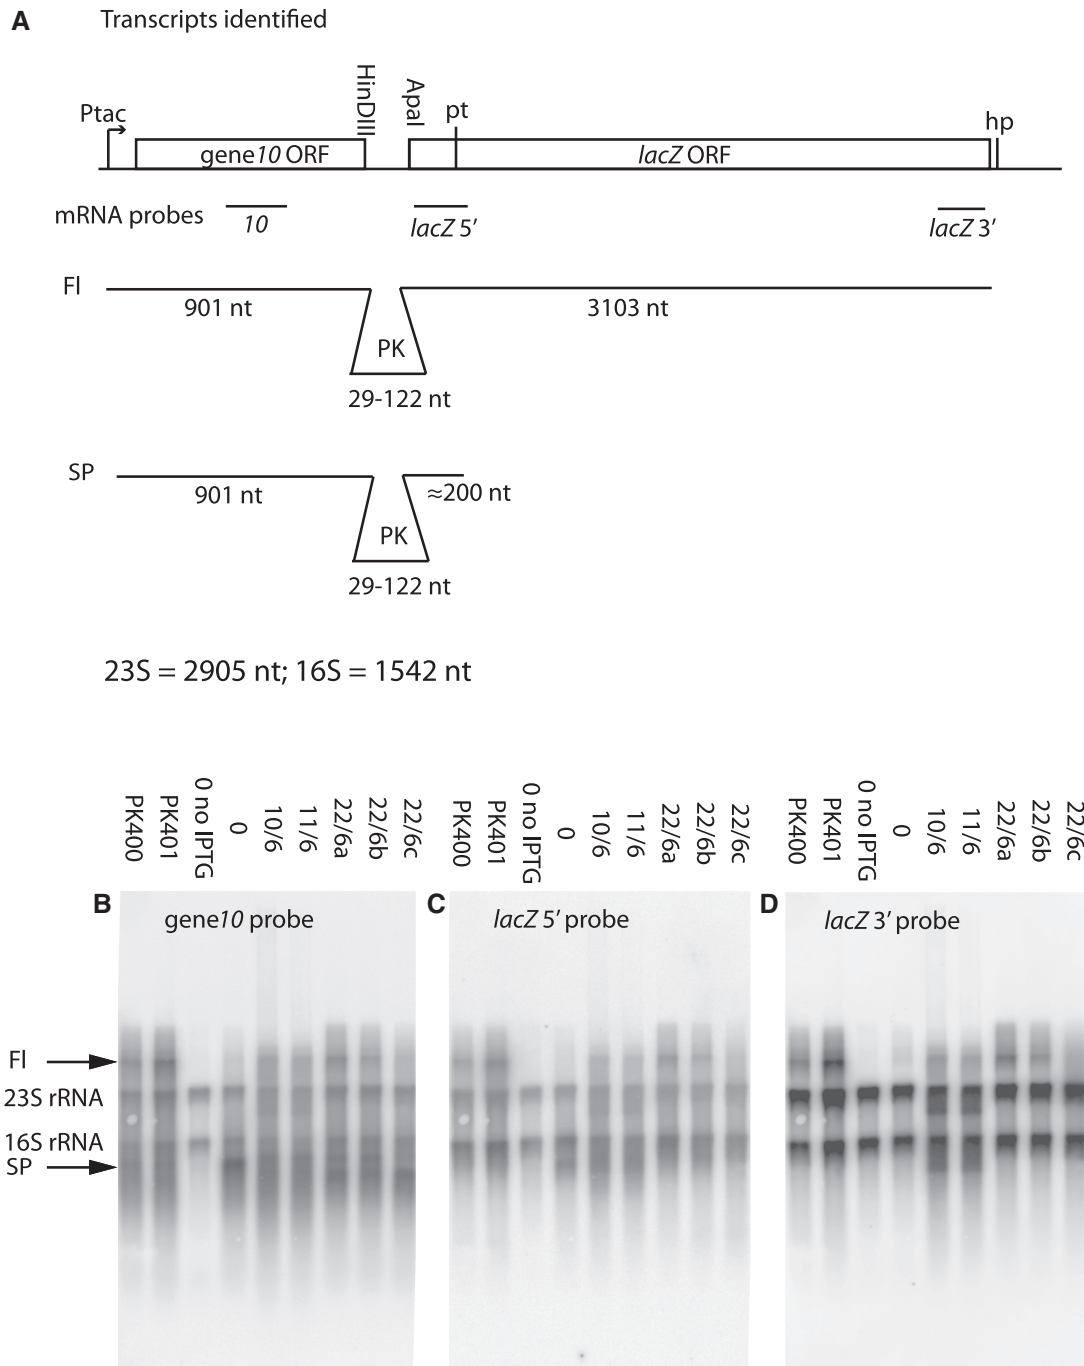 A Transcripts identified
HinDIII
ApaI
Ptac
pt
hp
gene10 ORF
lacZ ORF
mRNA probes
10
lacZ 5′
lacZ 3′
Fl
901 nt
3103 nt
PK
29-122 nt
SP
901 nt
≈200 nt
PK
29-122 nt
23S = 2905 nt; 16S = 1542 nt
PK400 PK401 0 no IPTG 0 10/6 11/6 22/6a 22/6b 22/6c
PK400 PK401 0 no IPTG 0 10/6 11/6 22/6a 22/6b 22/6c
PK400 PK401 0 no IPTG 0 10/6 11/6 22/6a 22/6b
B gene10 probe
C lacZ 5′ probe
D lacZ 3′ probe
Fl
23S rRNA
16S rRNA
SP